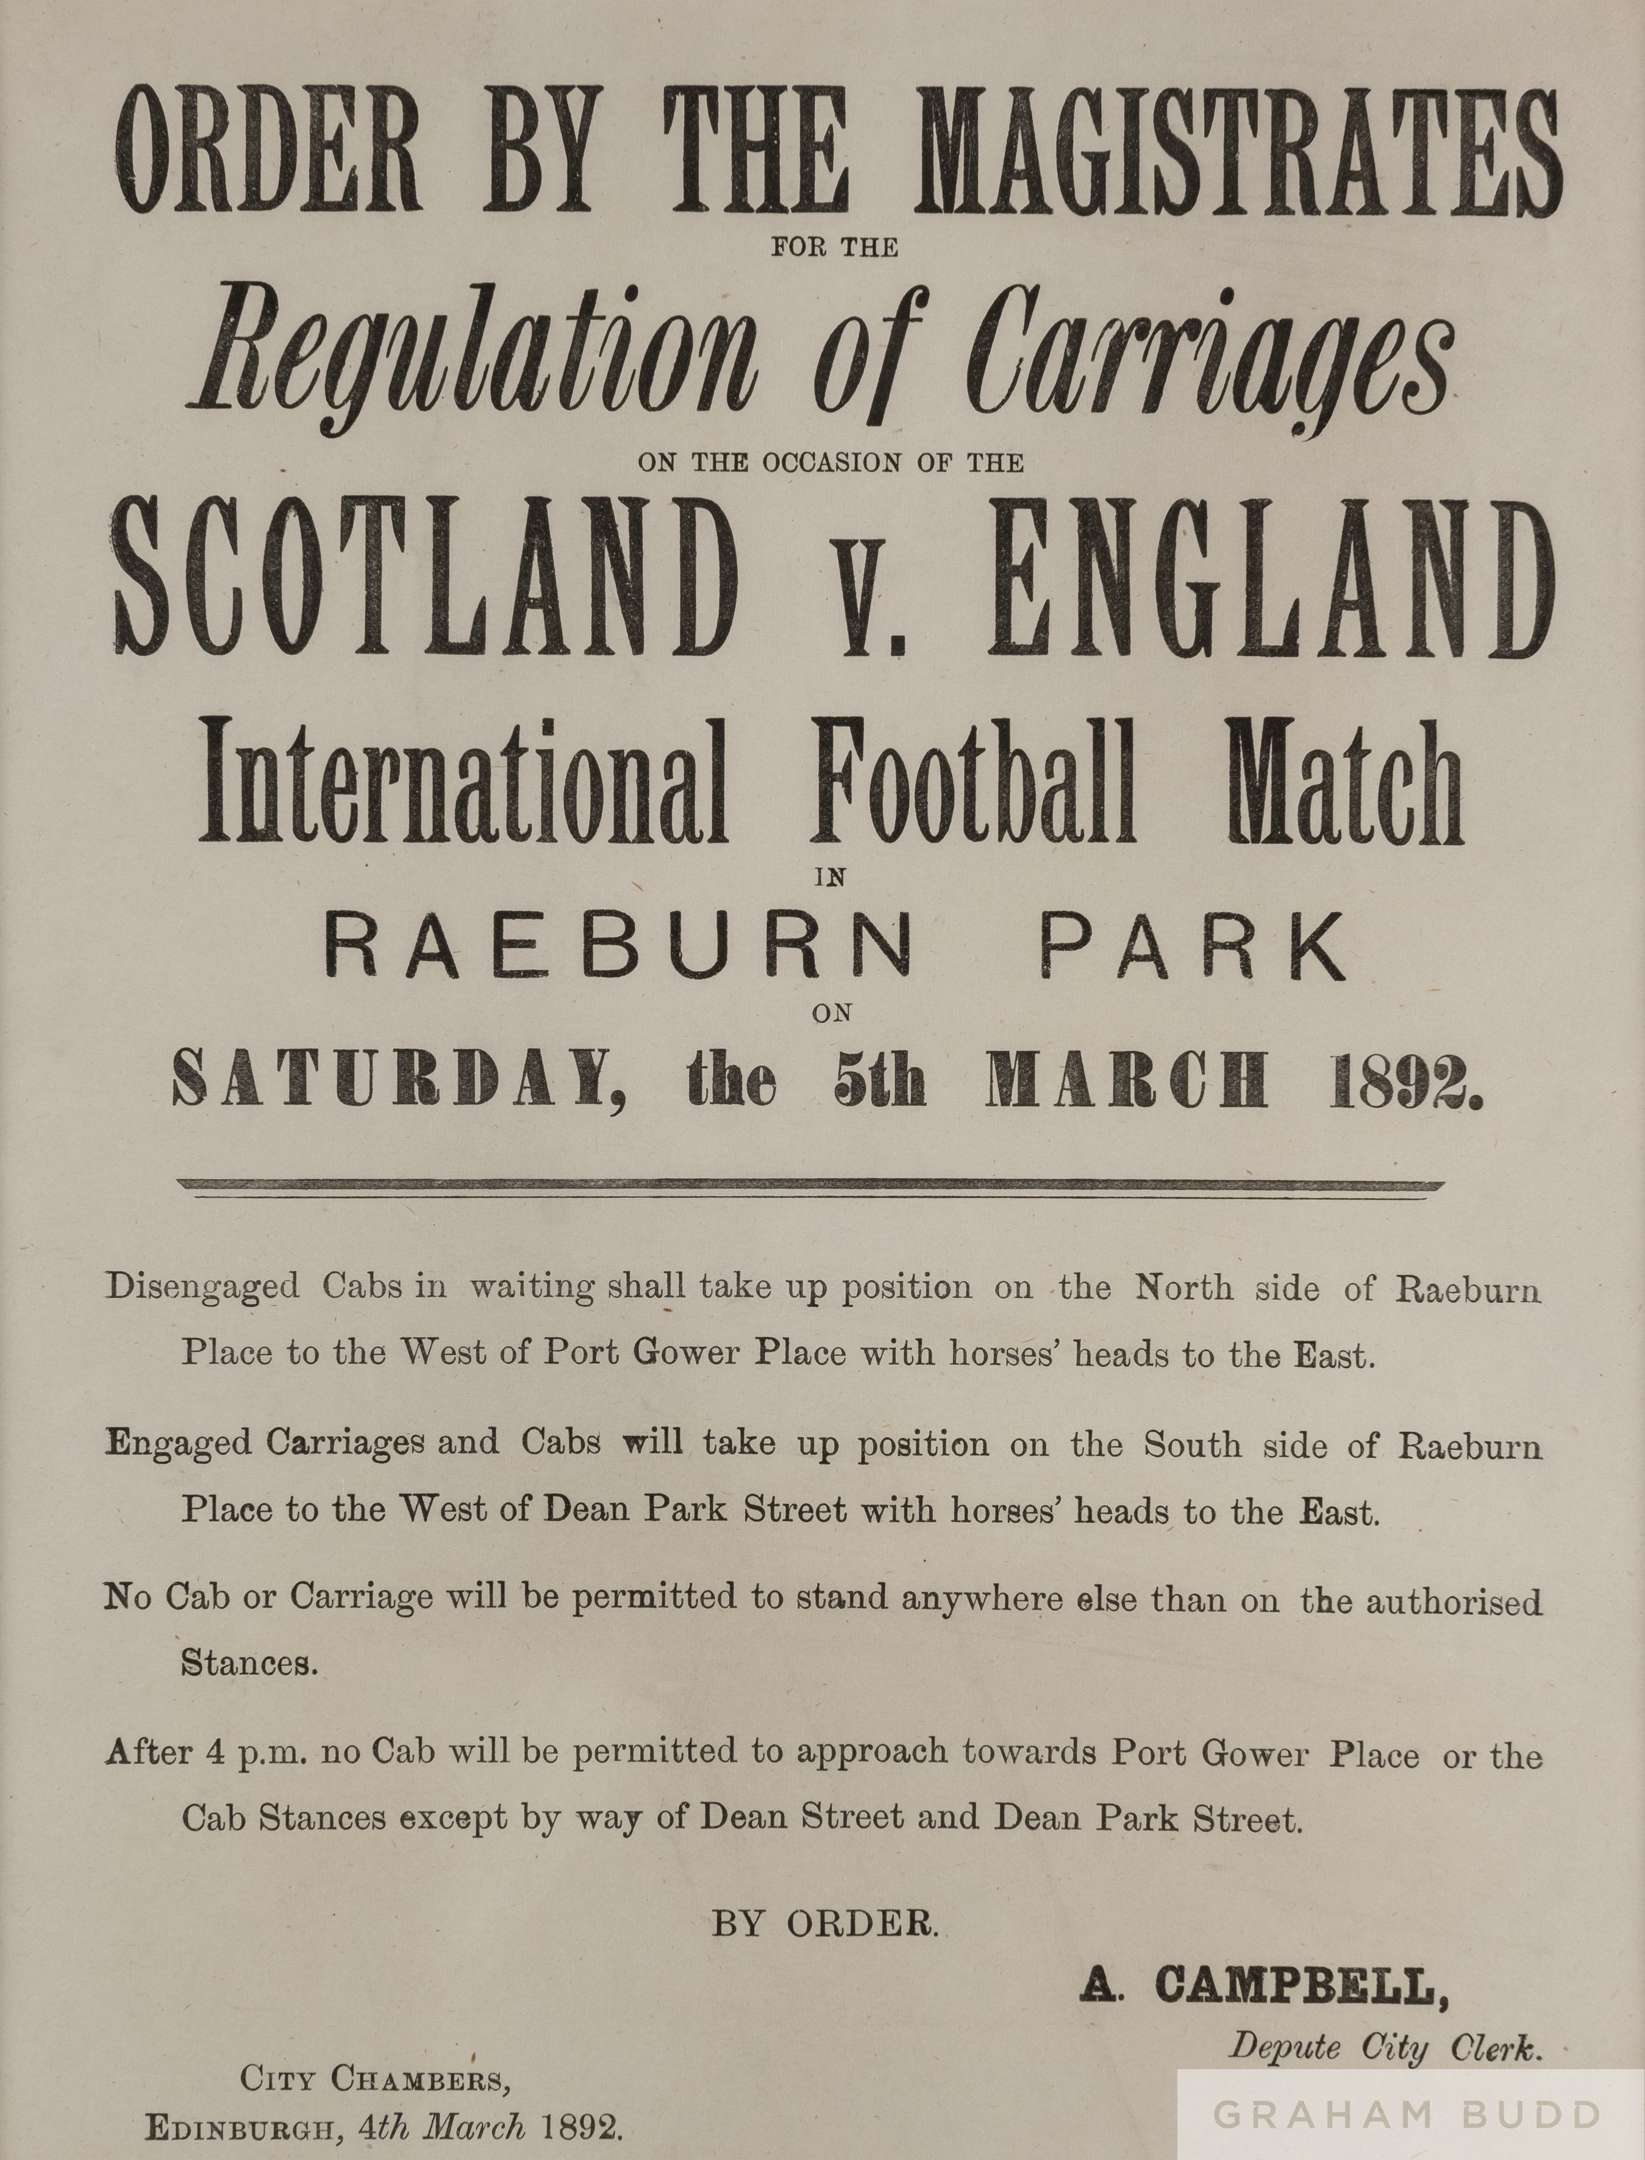 ORDER BY THE MAGISTRATES
FOR THE
Regulation of Carriages
ON THE OCCASION OF THE
SCOTLAND v. ENGLAND
International Football Match
IN
RAEBURN PARK
ON
SATURDAY, the 5th MARCH 1892.
Disengaged Cabs in waiting shall take up position on the North side of Raeburn
Place to the West of Port Gower Place with horses' heads to the East.
Engaged Carriages and Cabs will take up position on the South side of Raeburn
Place to the West of Dean Park Street with horses' heads to the East.
No Cab or Carriage will be permitted to stand anywhere else than on the authorised
Stances.
After 4 p.m. no Cab will be permitted to approach towards Port Gower Place or the
Cab Stances except by way of Dean Street and Dean Park Street.
BY ORDER.
A. CAMPBELL,
Depute City Clerk.
CITY CHAMBERS,
EDINBURGH, 4th March 1892.
GRAHAM BUDD